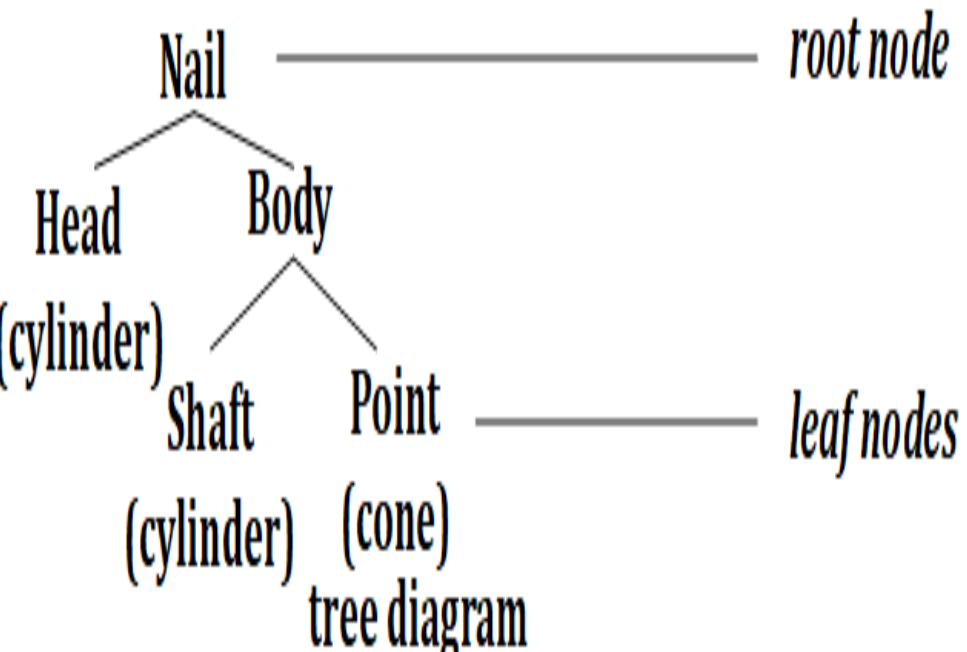 Nail root node
Head Body
(cylinder)
Shaft Point leaf nodes
(cylinder) (cone)
tree diagram